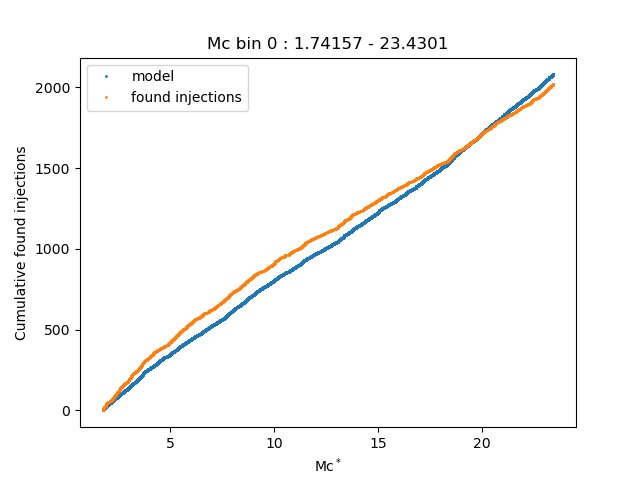 Mc bin 0 : 1.74157 - 23.4301
model
found injections
2000
1500
1000
500
0
Cumulative found injections
5 10 15 20
Mc*